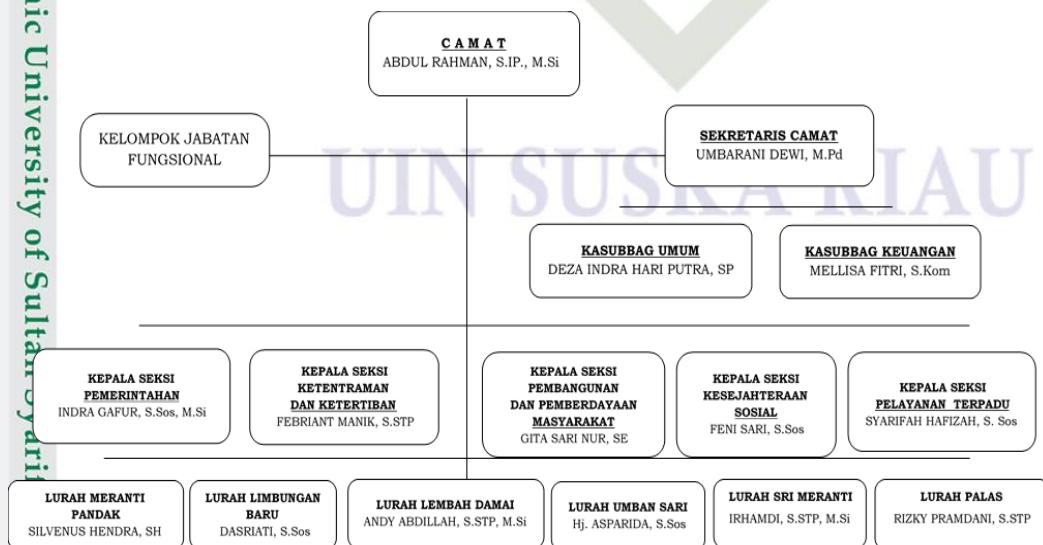 nic University of Sultan Syarif
UIN SUSKA RIAU
C A M A T
ABDUL RAHMAN, S.IP., M.Si
KELOMPOK JABATAN
FUNGSIONAL
SEKRETARIS CAMAT
UMBARANI DEWI, M.Pd
KASUBBAG UMUM
DEZA INDRA HARI PUTRA, SP
KASUBBAG KEUANGAN
MELLISA FITRI, S.Kom
KEPALA SEKSI
PEMERINTAHAN
INDRA GAFUR, S.Sos, M.Si
KEPALA SEKSI
KETENTRAMAN
DAN KETERTIBAN
FEBRIANT MANIK, S.STP
KEPALA SEKSI
PEMBANGUNAN
DAN PEMBERDAYAAN
MASYARAKAT
GITA SARI NUR, SE
KEPALA SEKSI
KESEJAHTERAAN
SOSIAL
FENI SARI, S.Sos
KEPALA SEKSI
PELAYANAN TERPADU
SYARIFAH HAFIZAH, S. Sos
LURAH MERANTI
PANDAK
SILVENUS HENDRA, SH
LURAH LIMBUNGAN
BARU
DASRIATI, S.Sos
LURAH LEMBAH DAMAI
ANDY ABDILLAH, S.STP, M.Si
LURAH UMBAN SARI
Hj. ASPARIDA, S.Sos
LURAH SRI MERANTI
IRHAMDI, S.STP, M.Si
LURAH PALAS
RIZKY PRAMDANI, S.STP